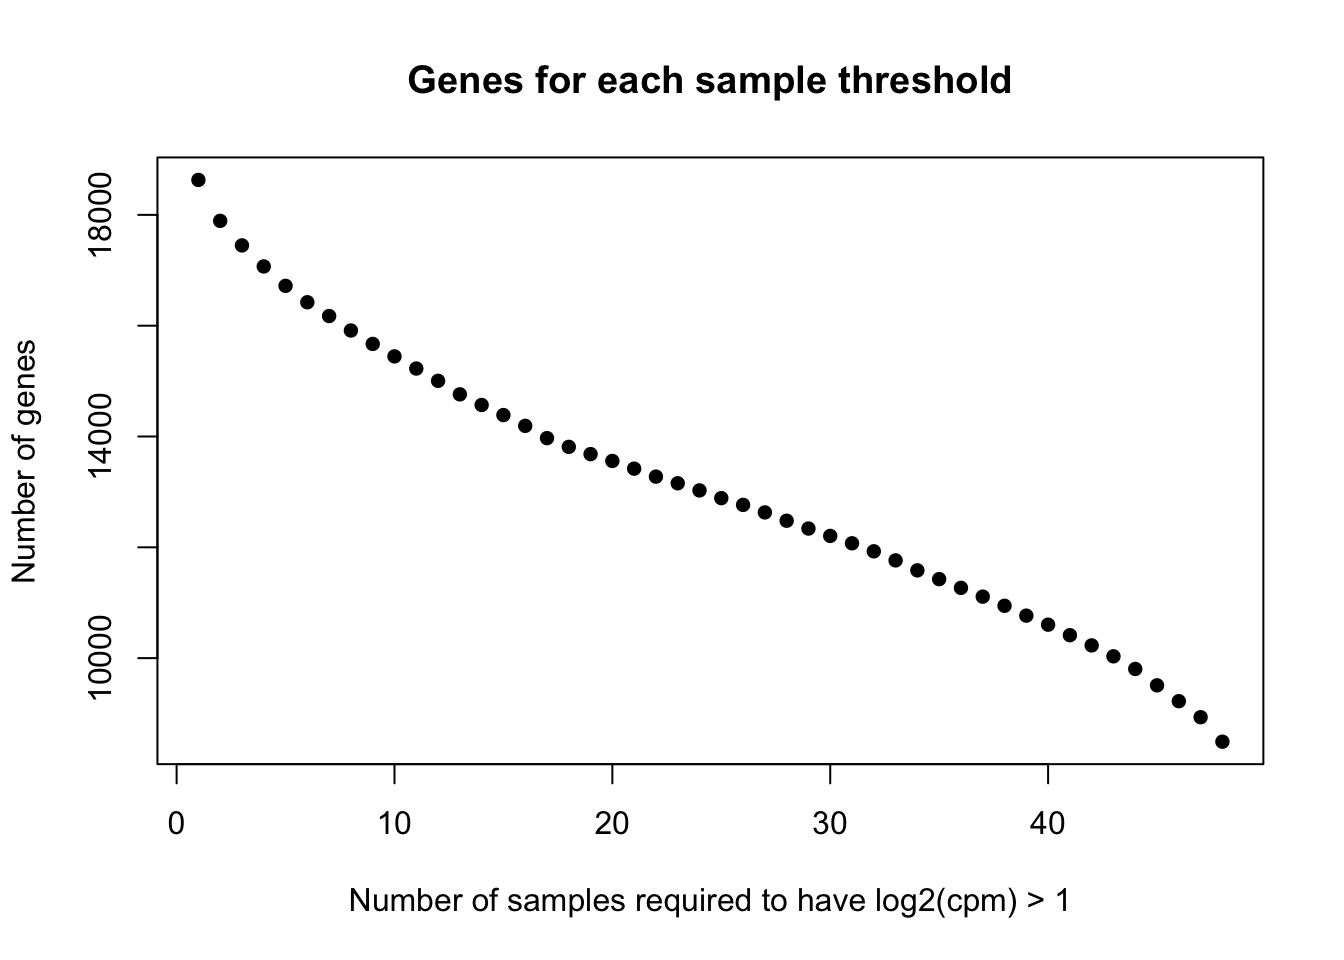 Genes for each sample threshold
18000
14000
10000
Number of genes
0 10 20 30 40
Number of samples required to have log2(cpm) > 1